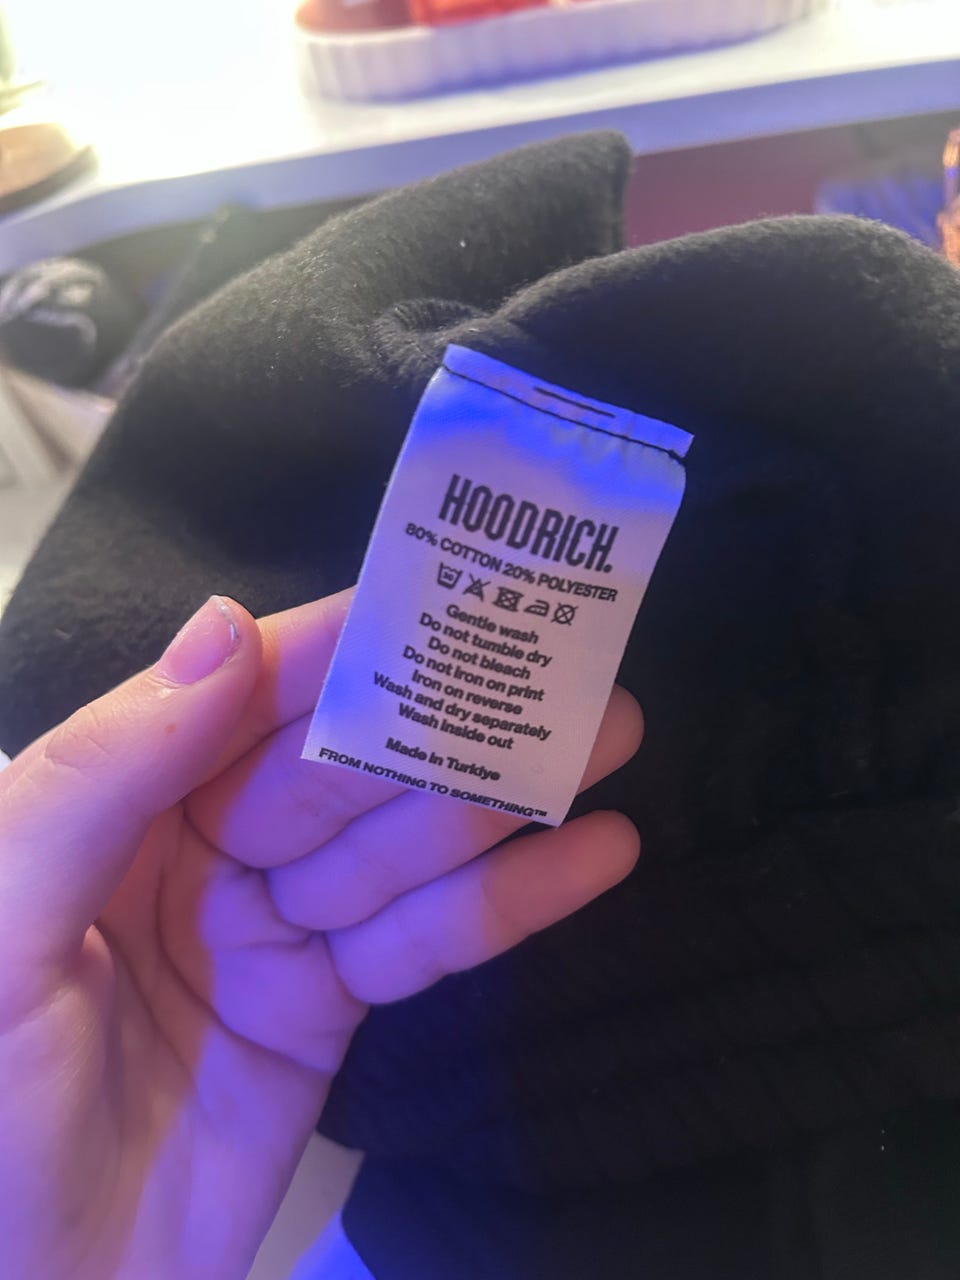 HOODRICH.
80% COTTON 20% POLYESTER
30
Gentle wash
Do not tumble dry
Do not bleach
Do not iron on print
Iron on reverse
Wash and dry separately
Wash inside out
Made in Turkiye
FROM NOTHING TO SOMETHING™